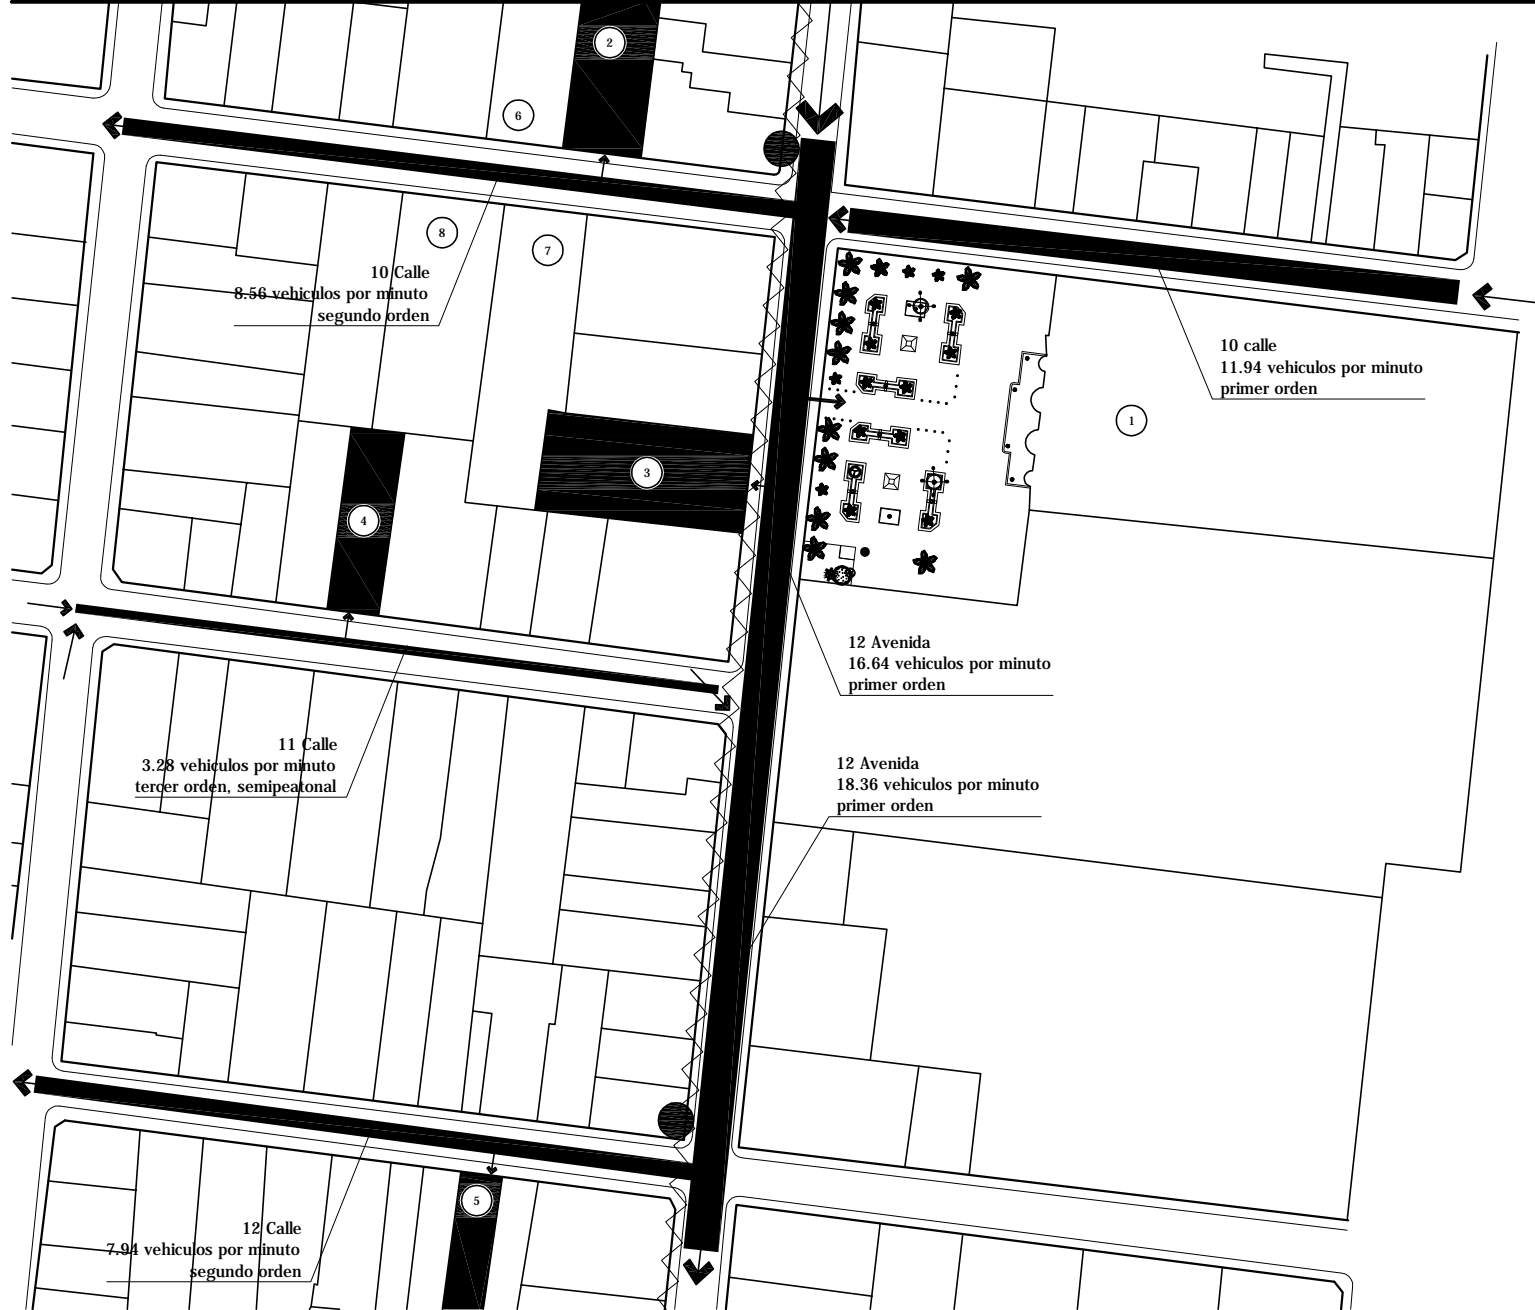 2
6
8
7
10 Calle
8.56 vehiculos por minuto
segundo orden
10 calle
11.94 vehiculos por minuto
primer orden
1
3
4
12 Avenida
16.64 vehiculos por minuto
primer orden
11 Calle
3.28 vehiculos por minuto
tercer orden, semipeatonal
12 Avenida
18.36 vehiculos por minuto
primer orden
5
12 Calle
7.94 vehiculos por minuto
segundo orden